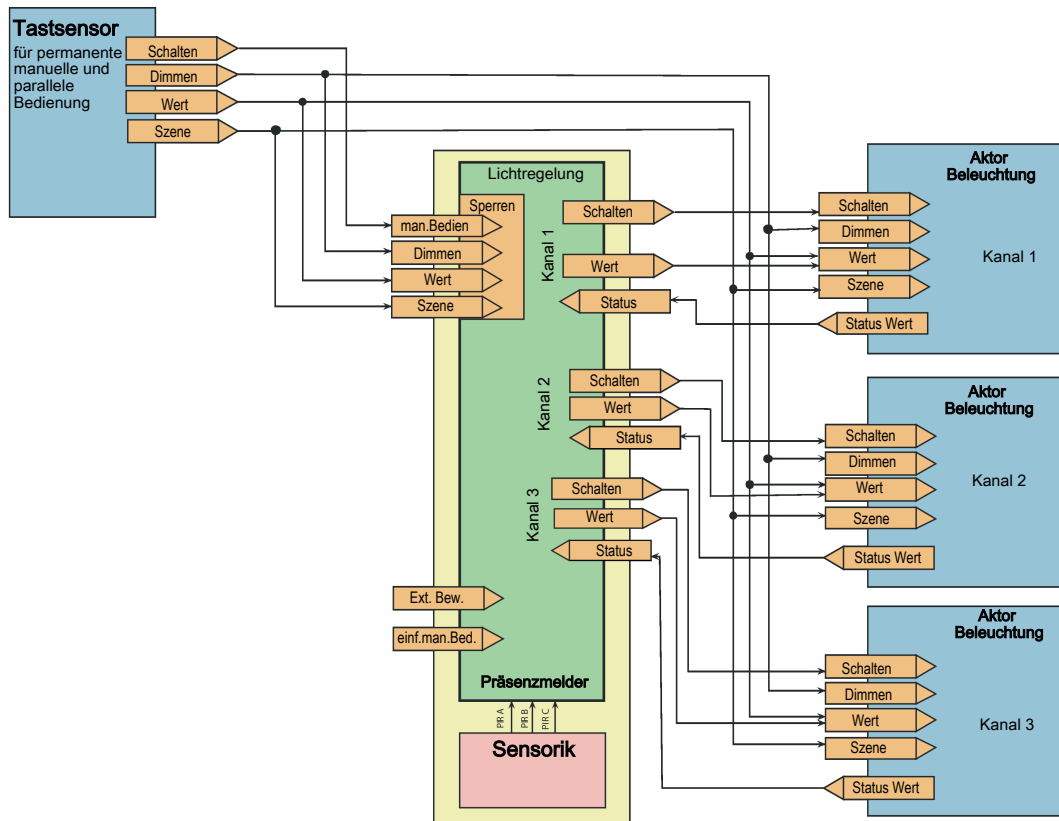 Tastsensor
für permanente
manuelle und
parallele
Bedienung
Schalten
Dimmen
Wert
Szene
Lichtregelung
Sperren
man.Bedien
Dimmen
Wert
Szene
Kanal 1
Schalten
Wert
Status
Kanal 2
Schalten
Wert
Status
Kanal 3
Schalten
Wert
Status
Ext. Bew.
einf.man.Bed.
Präsenzmelder
PIR A
PIR B
PIR C
Sensorik
Aktor
Beleuchtung
Schalten
Dimmen
Wert
Szene
Status Wert
Kanal 1
Aktor
Beleuchtung
Schalten
Dimmen
Wert
Szene
Status Wert
Kanal 2
Aktor
Beleuchtung
Schalten
Dimmen
Wert
Szene
Status Wert
Kanal 3